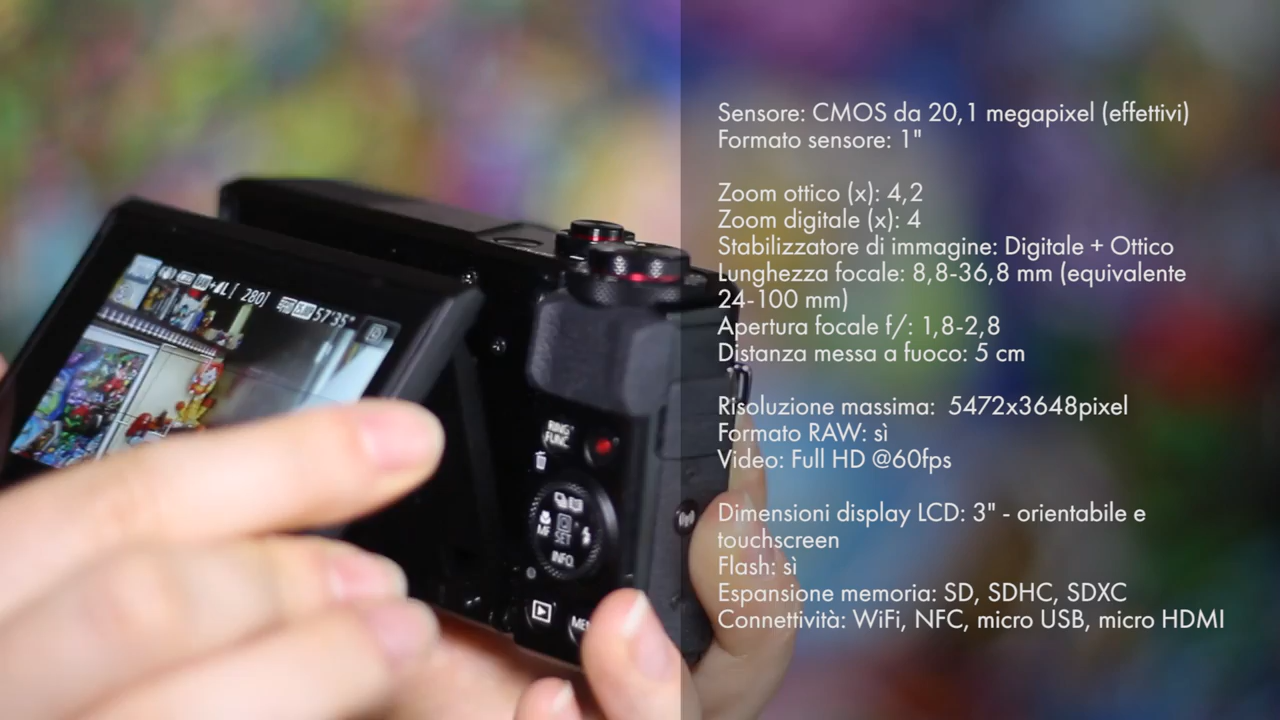 [ 280]
57'35"
RING
FUNC.
MF
SET
INFO.
Sensore: CMOS da 20,1 megapixel (effettivi)
Formato sensore: 1"
Zoom ottico (x): 4,2
Zoom digitale (x): 4
Stabilizzatore di immagine: Digitale + Ottico
Lunghezza focale: 8,8-36,8 mm (equivalente
24-100 mm)
Apertura focale f/: 1,8-2,8
Distanza messa a fuoco: 5 cm
Risoluzione massima:  5472x3648pixel
Formato RAW: sì
Video: Full HD @60fps
Dimensioni display LCD: 3" - orientabile e
touchscreen
Flash: sì
Espansione memoria: SD, SDHC, SDXC
Connettività: WiFi, NFC, micro USB, micro HDMI